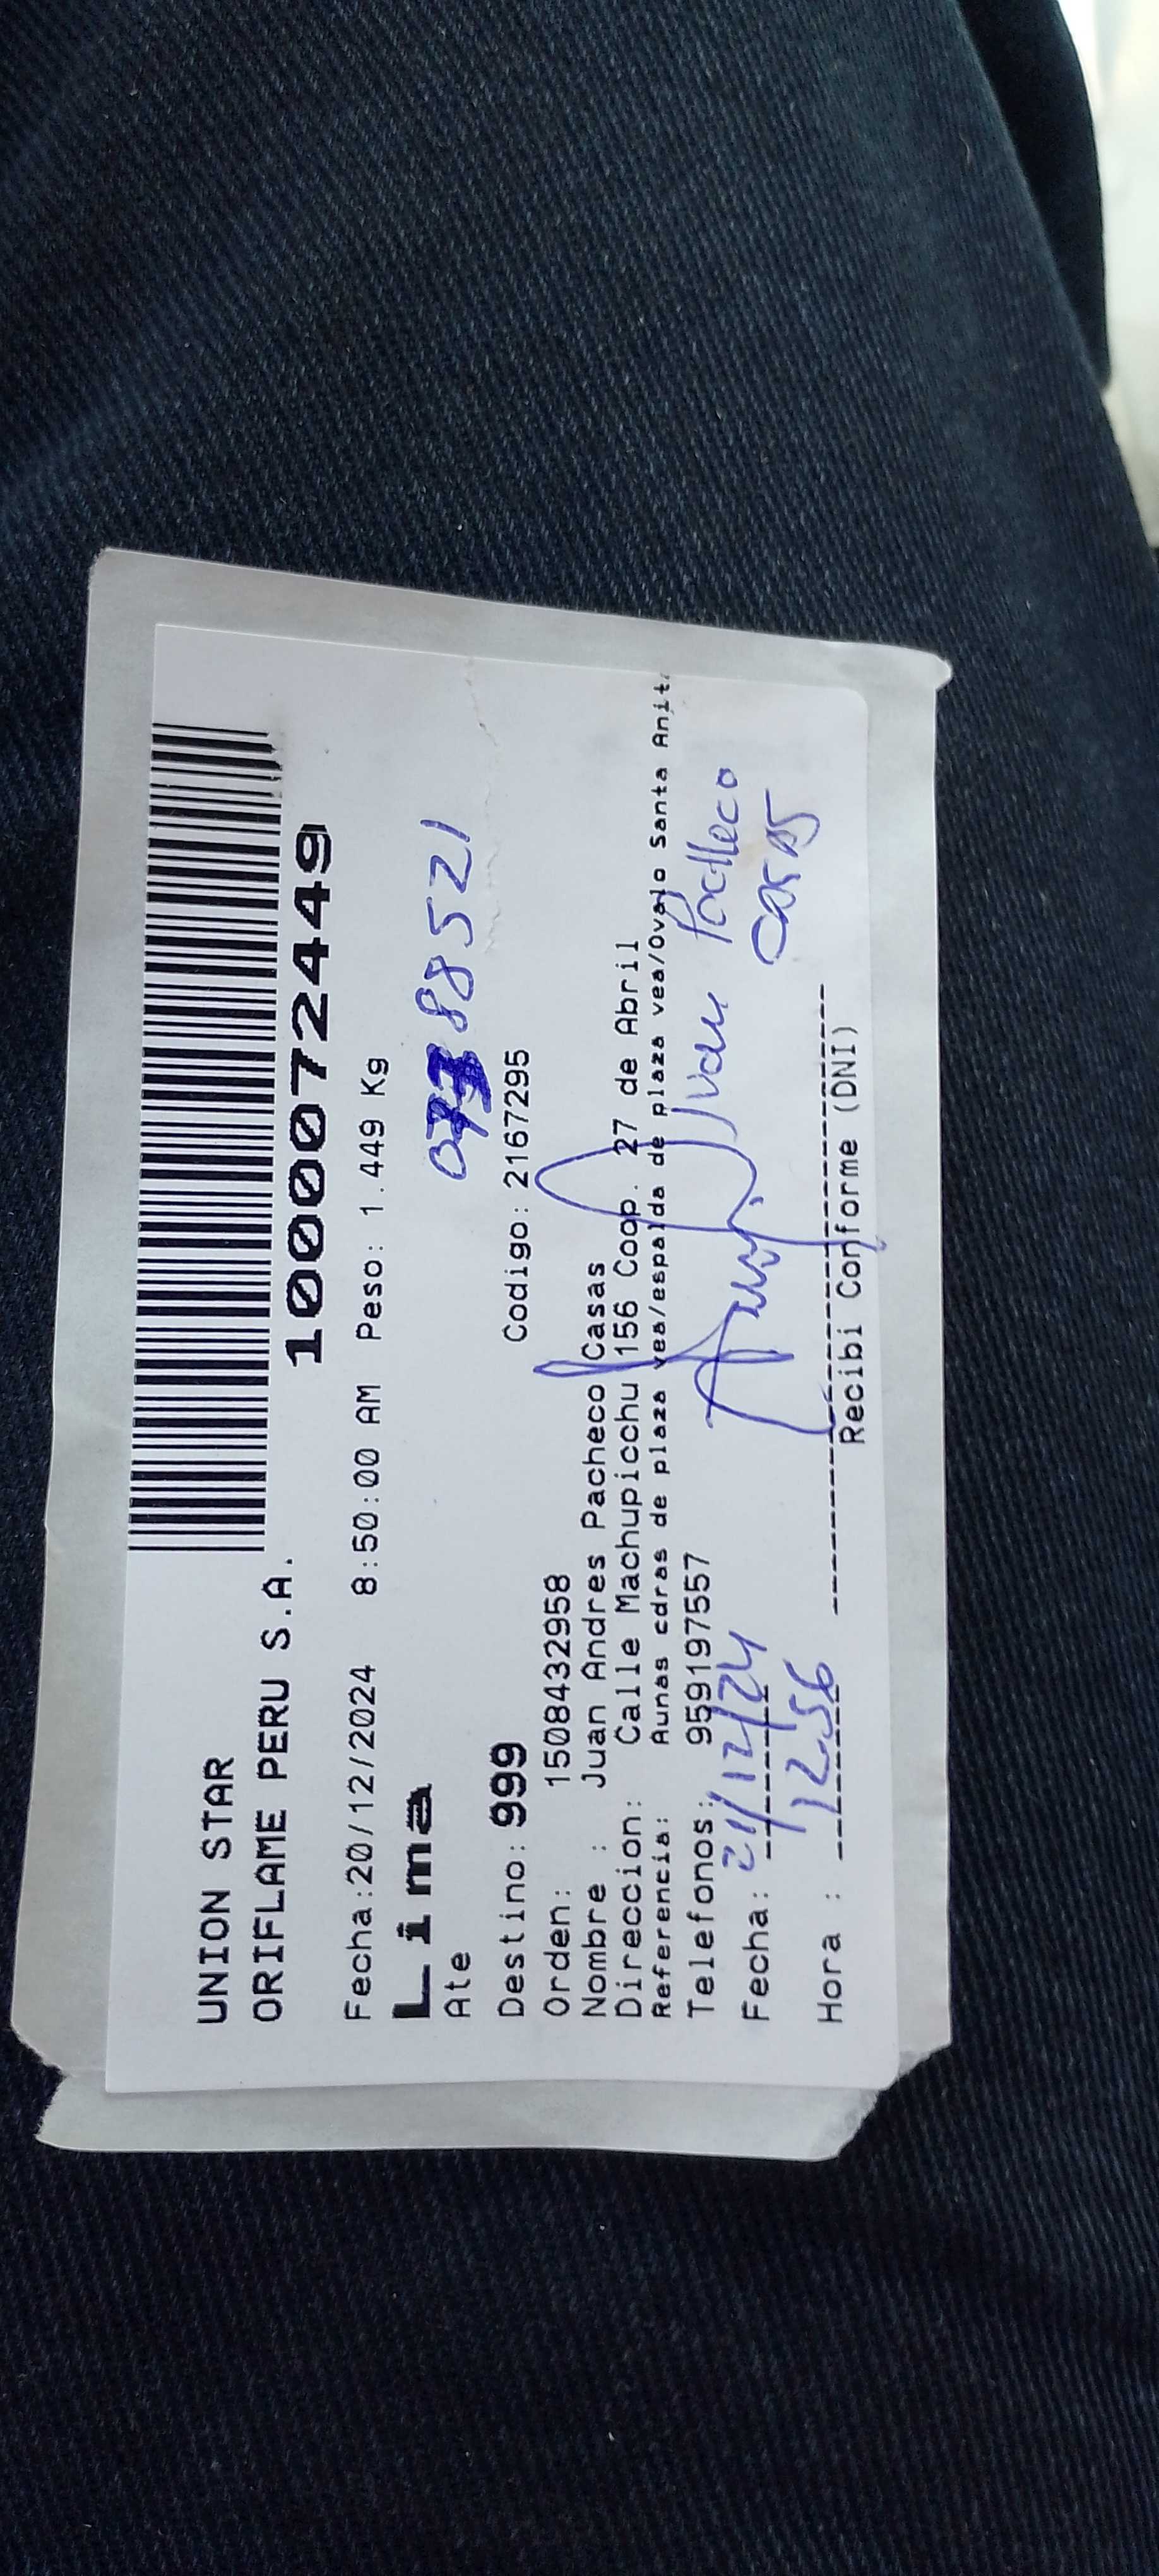 UNION STAR
ORIFLAME PERU S.A.
1000072449
Fecha:20/12/2024 8:50:00 AM Peso: 1.449 Kg
Lima
Ate
88521
Destino: 999 Codigo: 2167295
Orden: 1508432958
Nombre : Juan Andres Pacheco Casas
Direccion: Calle Machupicchu 156 Coop. 27 de Abril
Referencia: Aunas cdras de plaza vea/espalda de plaza vea/Ovalo Santa Anita
Telefonos: 959197557
Juan Pacheco
Casas
Fecha: 21/12/24
Hora : 12:56
Recibi Conforme (DNI)